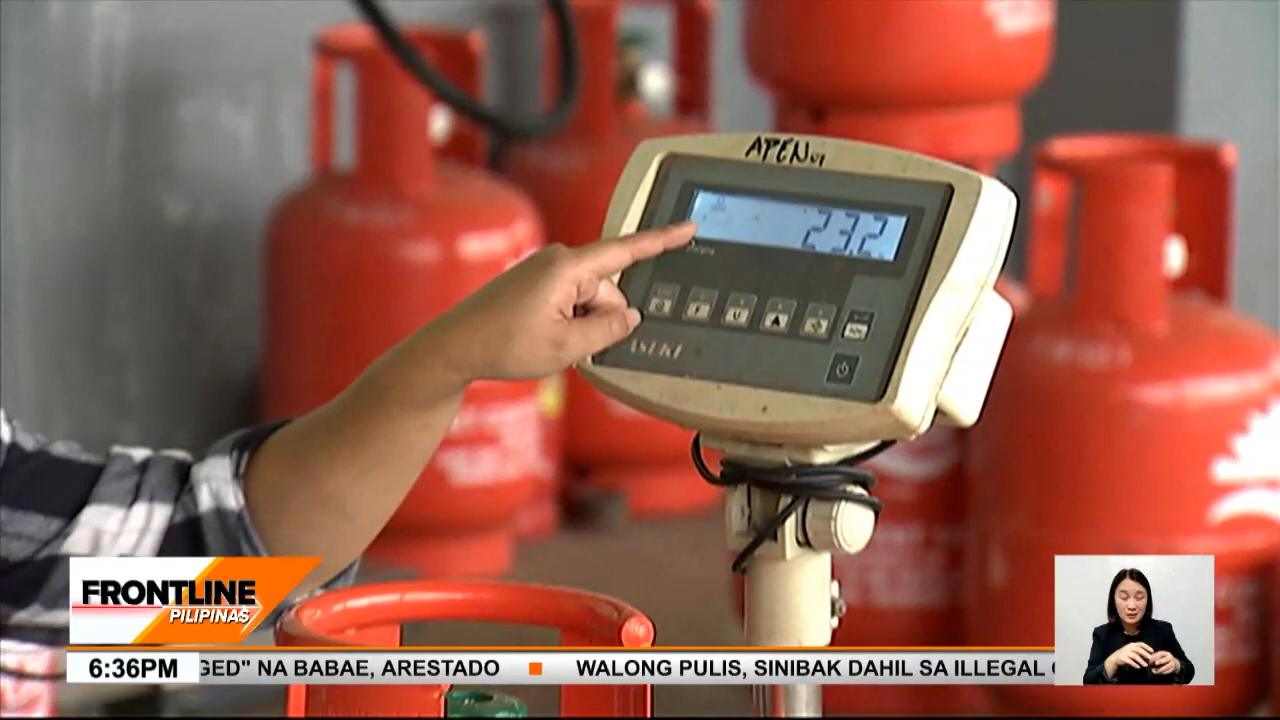 APEN
23.2
F
U
FRONTLINE
PILIPINAS
6:36PM
GED" NA BABAE, ARESTADO ■ WALONG PULIS, SINIBAK DAHIL SA ILLEGAL